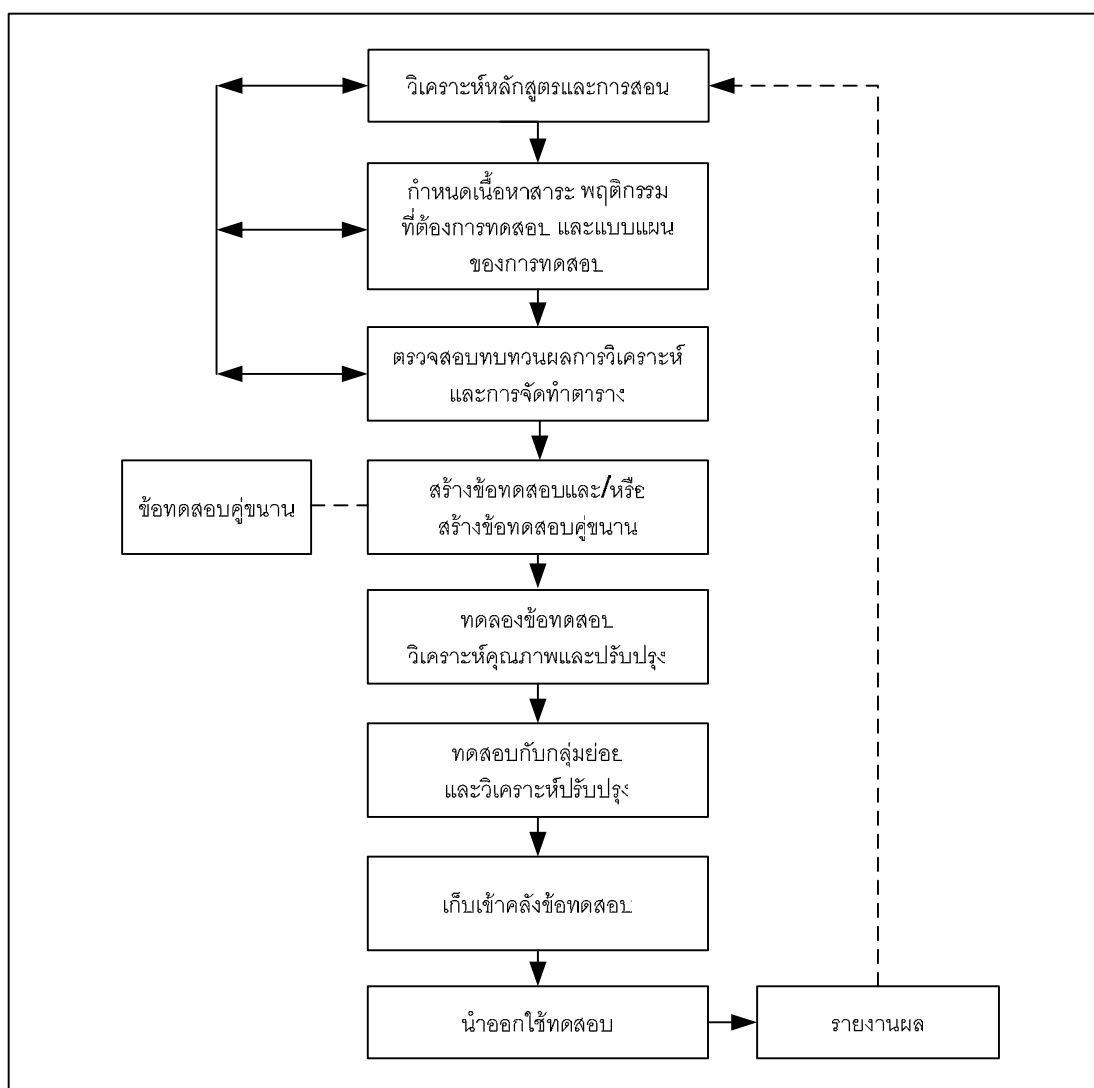 วิเคราะห์หลักสูตรและการสอน
กำหนดเนื้อหาสาระ พฤติกรรม
ที่ต้องการทดสอบ และแบบแผน
ของการทดสอบ
ตรวจสอบทบทวนผลการวิเคราะห์
และการจัดทำตาราง
ข้อทดสอบคู่ขนาน
สร้างข้อทดสอบและ/หรือ
สร้างข้อทดสอบคู่ขนาน
ทดลองข้อทดสอบ
วิเคราะห์คุณภาพและปรับปรุง
ทดสอบกับกลุ่มย่อย
และวิเคราะห์ปรับปรุง
เก็บเข้าคลังข้อทดสอบ
นำออกใช้ทดสอบ
รายงานผล